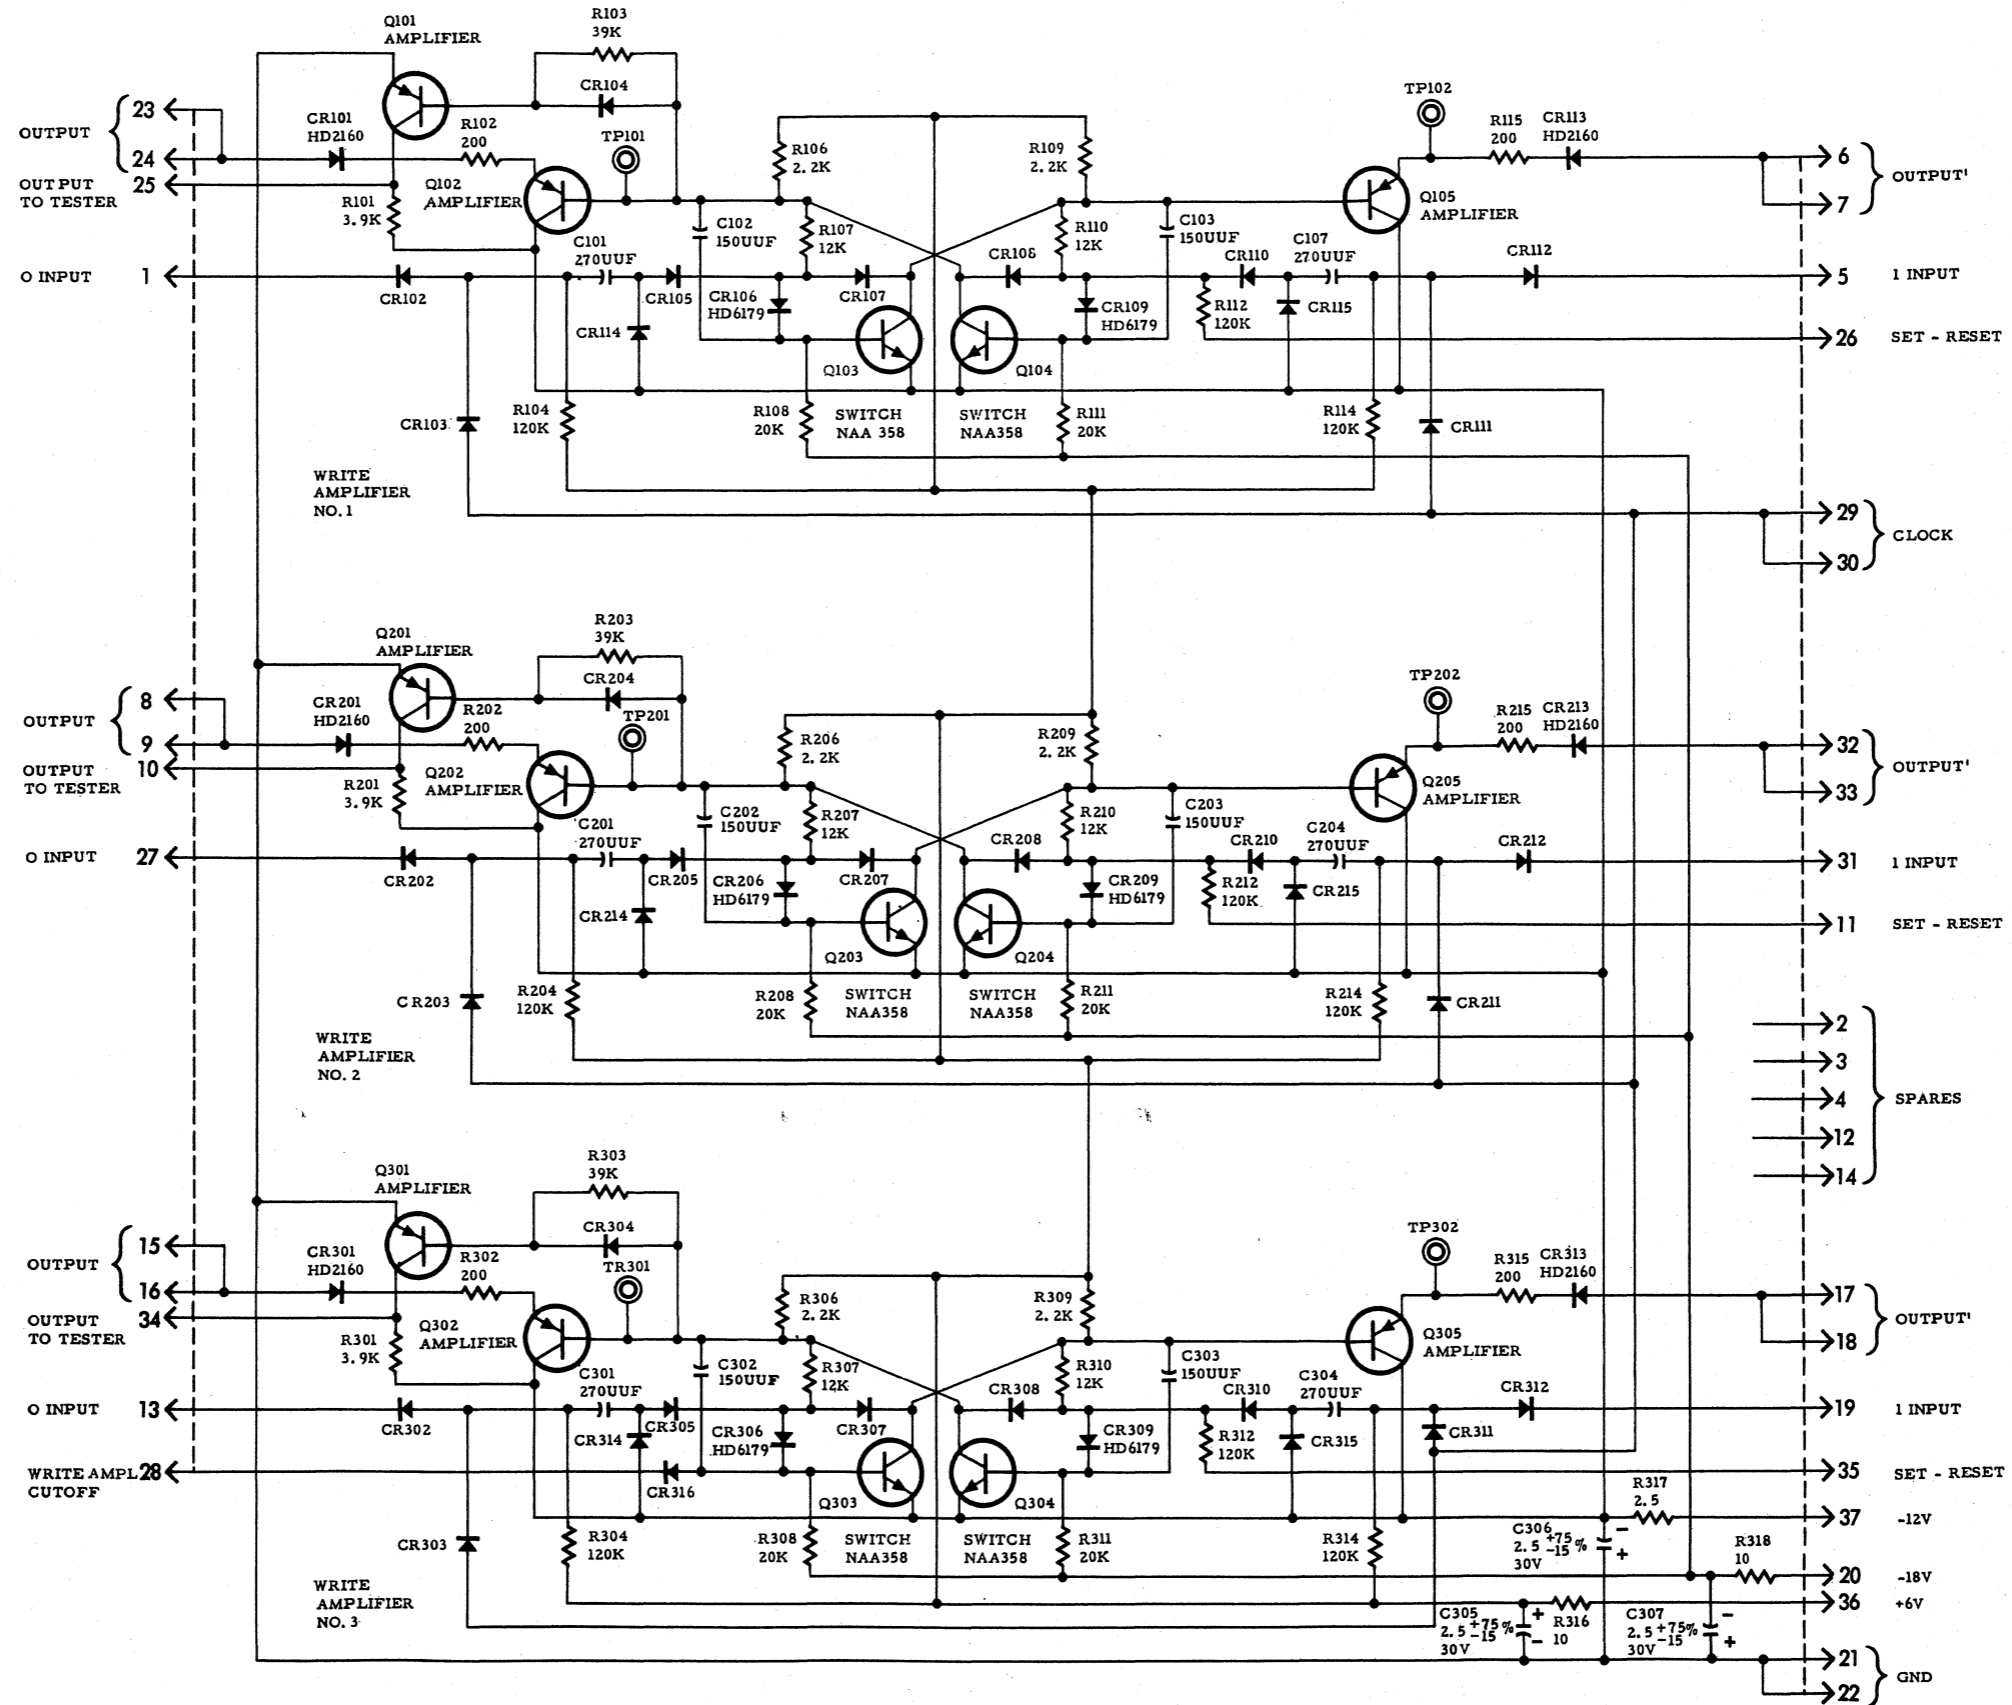 Q101
AMPLIFIER
R103
39K
CR104
TP102
23
OUTPUT
24
CR101
HD2160
R102
200
TP101
R106
2.2K
R109
2.2K
R115
200
CR113
HD2160
6
OUTPUT'
7
OUTPUT
TO TESTER
25
R101
3.9K
Q102
AMPLIFIER
Q105
AMPLIFIER
C101
270UUF
C102
150UUF
R107
12K
R110
12K
C103
150UUF
C107
270UUF
O INPUT
1
CR102
CR105
CR106
HD6179
CR107
CR108
CR109
HD6179
CR110
CR112
5
1 INPUT
CR114
R112
120K
CR115
26
SET - RESET
Q103
Q104
CR103
R104
120K
R108
20K
SWITCH
NAA 358
SWITCH
NAA358
R111
20K
R114
120K
CR111
WRITE
AMPLIFIER
NO. 1
29
CLOCK
30
Q201
AMPLIFIER
R203
39K
CR204
TP202
8
OUTPUT
9
CR201
HD2160
R202
200
TP201
R206
2.2K
R209
2.2K
R215
200
CR213
HD2160
32
OUTPUT'
33
OUTPUT
TO TESTER
10
R201
3.9K
Q202
AMPLIFIER
Q205
AMPLIFIER
C201
270UUF
C202
150UUF
R207
12K
R210
12K
C203
150UUF
C204
270UUF
O INPUT
27
CR202
CR205
CR206
HD6179
CR207
CR208
CR209
HD6179
CR210
CR212
31
1 INPUT
CR214
R212
120K
CR215
11
SET - RESET
Q203
Q204
CR203
R204
120K
R208
20K
SWITCH
NAA358
SWITCH
NAA358
R211
20K
R214
120K
CR211
WRITE
AMPLIFIER
NO. 2
2
3
4
12
14
SPARES
Q301
AMPLIFIER
R303
39K
CR304
TP302
15
OUTPUT
16
CR301
HD2160
R302
200
TR301
R306
2.2K
R309
2.2K
R315
200
CR313
HD2160
17
OUTPUT'
18
OUTPUT
TO TESTER
34
R301
3.9K
Q302
AMPLIFIER
Q305
AMPLIFIER
C301
270UUF
C302
150UUF
R307
12K
R310
12K
C303
150UUF
C304
270UUF
O INPUT
13
CR302
CR305
CR306
HD6179
CR307
CR308
CR309
HD6179
CR310
CR312
19
1 INPUT
CR314
R312
120K
CR315
CR311
WRITE AMPL
CUTOFF
28
CR316
35
SET - RESET
Q303
Q304
R317
2.5
37
-12V
CR303
R304
120K
R308
20K
SWITCH
NAA358
SWITCH
NAA358
R311
20K
R314
120K
C306
2.5 +75 -15 %
30V
-
+
R318
10
20
-18V
36
+6V
WRITE
AMPLIFIER
NO. 3
C305
2.5 +75 -15 %
30V
+
-
R316
10
C307
2.5 +75 -15 %
30V
-
+
21
GND
22